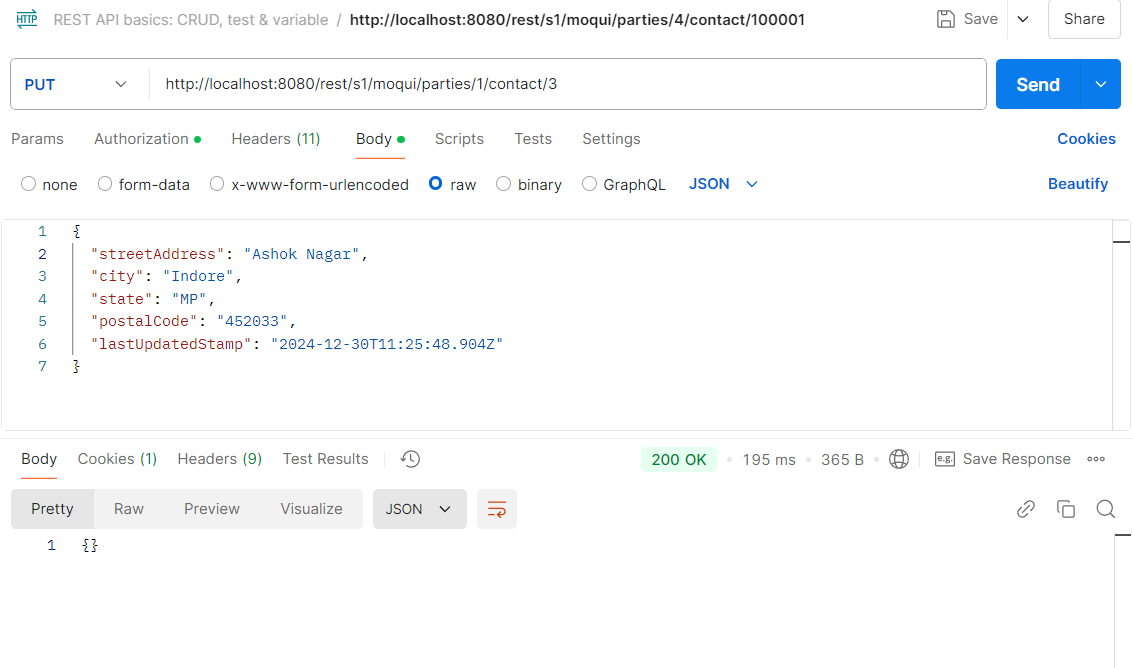 HTTP REST API basics: CRUD, test & variable / http://localhost:8080/rest/s1/moqui/parties/4/contact/100001 Save Share
PUT http://localhost:8080/rest/s1/moqui/parties/1/contact/3 Send
Params Authorization Headers (11) Body Scripts Tests Settings Cookies
none form-data x-www-form-urlencoded raw binary GraphQL JSON Beautify
1 {
2 "streetAddress": "Ashok Nagar",
3 "city": "Indore",
4 "state": "MP",
5 "postalCode": "452033",
6 "lastUpdatedStamp": "2024-12-30T11:25:48.904Z"
7 }
Body Cookies (1) Headers (9) Test Results 200 OK 195 ms 365 B e.g. Save Response
Pretty Raw Preview Visualize JSON
1 {}